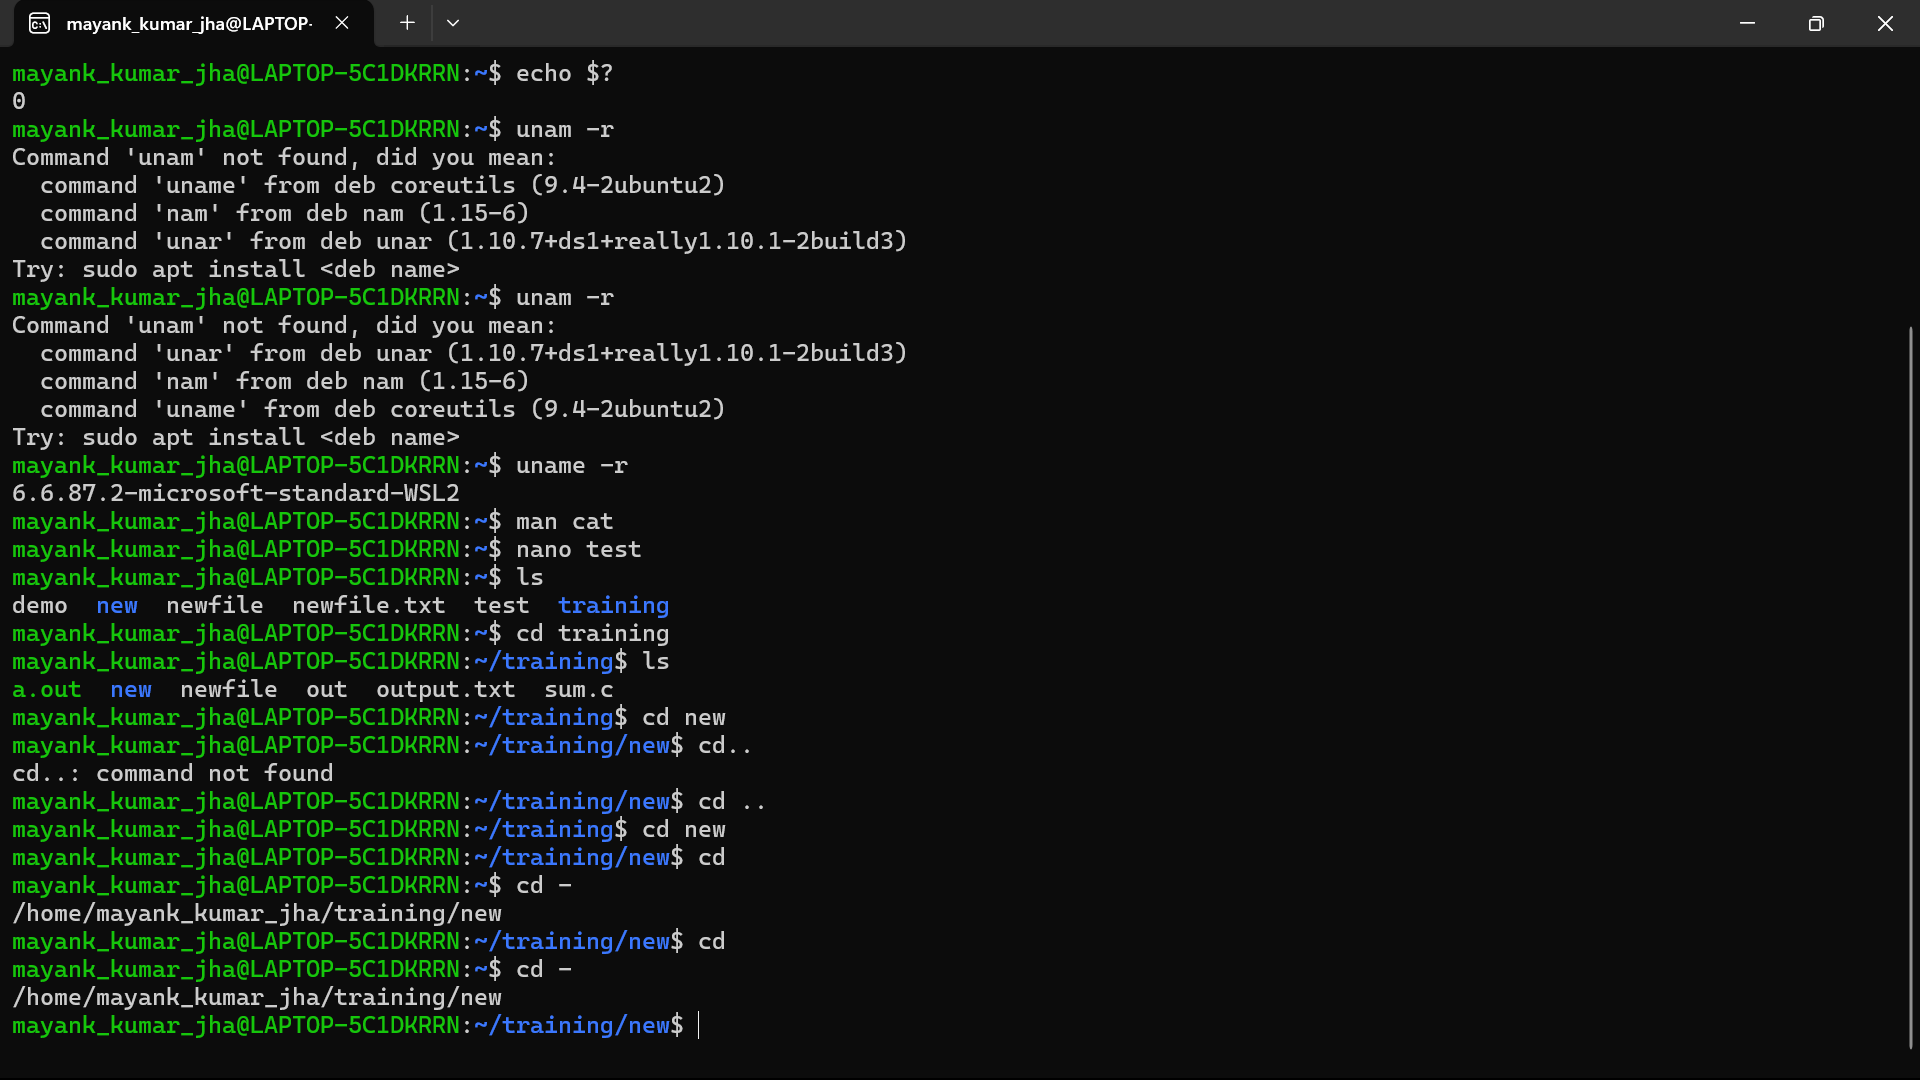 mayank_kumar_jha@LAPTOP-
mayank_kumar_jha@LAPTOP-5C1DKRRN:~$ echo $?
0
mayank_kumar_jha@LAPTOP-5C1DKRRN:~$ unam -r
Command 'unam' not found, did you mean:
  command 'uname' from deb coreutils (9.4-2ubuntu2)
  command 'nam' from deb nam (1.15-6)
  command 'unar' from deb unar (1.10.7+ds1+really1.10.1-2build3)
Try: sudo apt install <deb name>
mayank_kumar_jha@LAPTOP-5C1DKRRN:~$ unam -r
Command 'unam' not found, did you mean:
  command 'unar' from deb unar (1.10.7+ds1+really1.10.1-2build3)
  command 'nam' from deb nam (1.15-6)
  command 'uname' from deb coreutils (9.4-2ubuntu2)
Try: sudo apt install <deb name>
mayank_kumar_jha@LAPTOP-5C1DKRRN:~$ uname -r
6.6.87.2-microsoft-standard-WSL2
mayank_kumar_jha@LAPTOP-5C1DKRRN:~$ man cat
mayank_kumar_jha@LAPTOP-5C1DKRRN:~$ nano test
mayank_kumar_jha@LAPTOP-5C1DKRRN:~$ ls
demo  new  newfile  newfile.txt  test  training
mayank_kumar_jha@LAPTOP-5C1DKRRN:~$ cd training
mayank_kumar_jha@LAPTOP-5C1DKRRN:~/training$ ls
a.out  new  newfile  out  output.txt  sum.c
mayank_kumar_jha@LAPTOP-5C1DKRRN:~/training$ cd new
mayank_kumar_jha@LAPTOP-5C1DKRRN:~/training/new$ cd..
cd..: command not found
mayank_kumar_jha@LAPTOP-5C1DKRRN:~/training/new$ cd ..
mayank_kumar_jha@LAPTOP-5C1DKRRN:~/training$ cd new
mayank_kumar_jha@LAPTOP-5C1DKRRN:~/training/new$ cd
mayank_kumar_jha@LAPTOP-5C1DKRRN:~$ cd -
/home/mayank_kumar_jha/training/new
mayank_kumar_jha@LAPTOP-5C1DKRRN:~/training/new$ cd
mayank_kumar_jha@LAPTOP-5C1DKRRN:~$ cd -
/home/mayank_kumar_jha/training/new
mayank_kumar_jha@LAPTOP-5C1DKRRN:~/training/new$